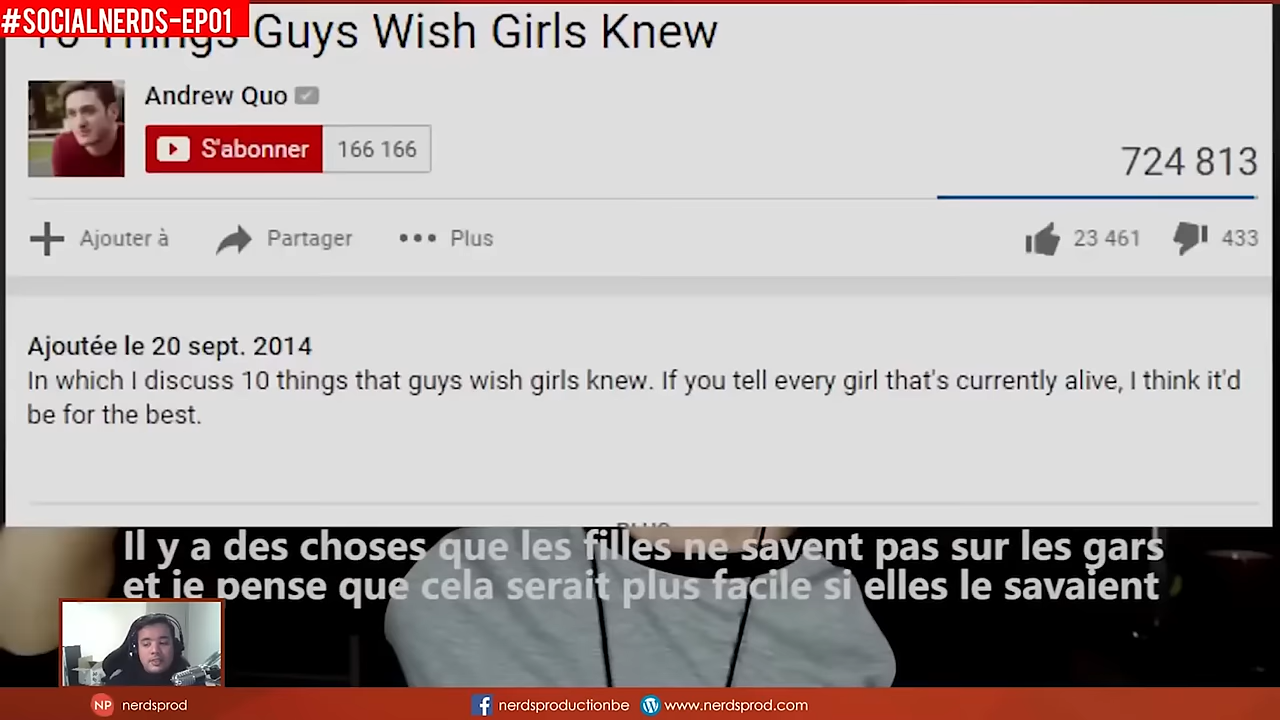 #SOCIALNERDS-EP01
10 Things Guys Wish Girls Knew
Andrew Quo
S'abonner 166 166
724 813
Ajouter à Partager Plus 23 461 433
Ajoutée le 20 sept. 2014
In which I discuss 10 things that guys wish girls knew. If you tell every girl that's currently alive, I think it'd
be for the best.
PLUS
Il y a des choses que les filles ne savent pas sur les gars
et je pense que cela serait plus facile si elles le savaient
NP nerdsprod nerdsproductionbe www.nerdsprod.com